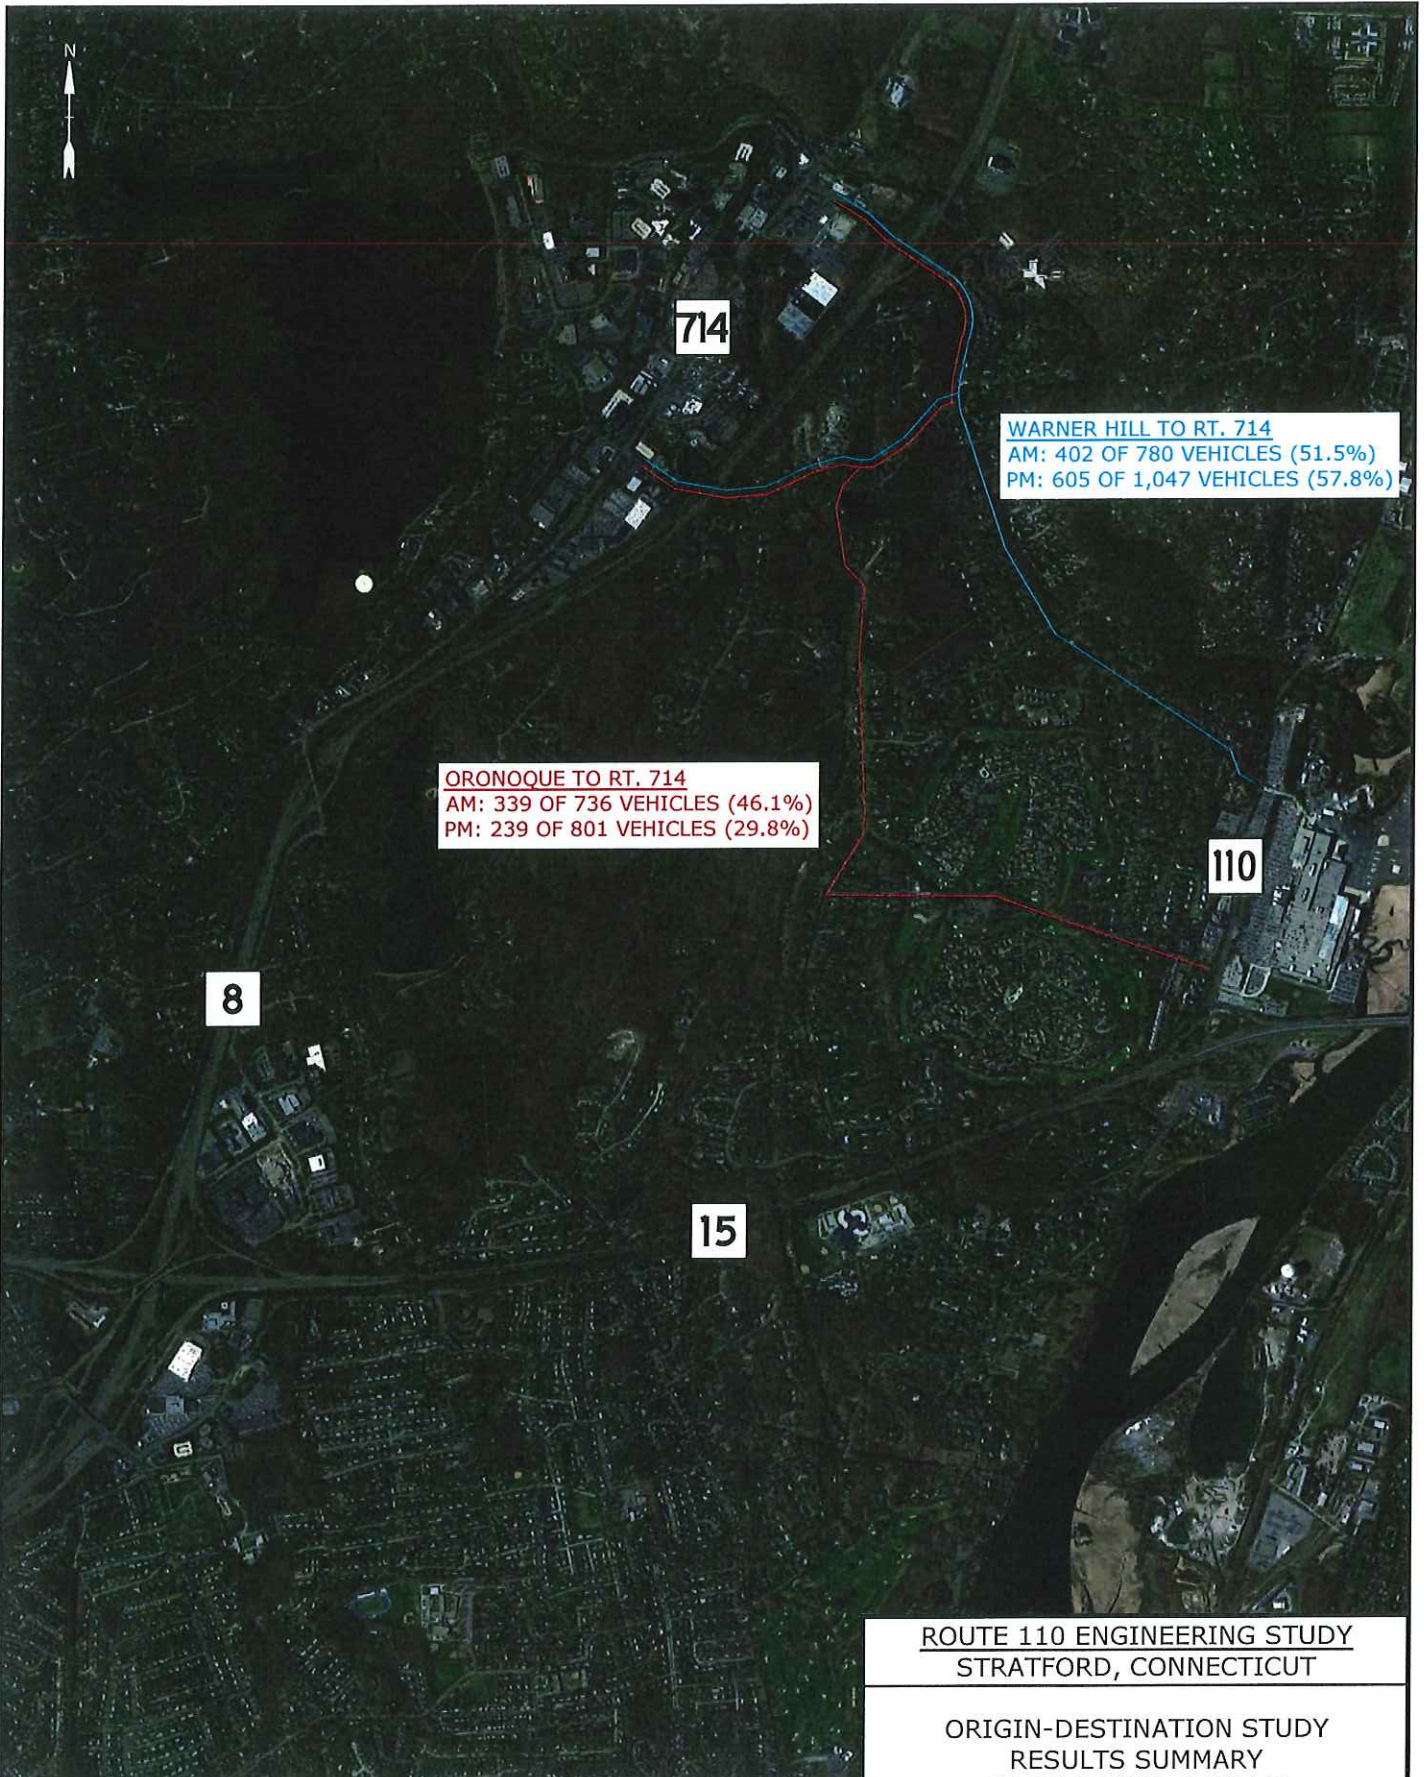 N
714
WARNER HILL TO RT. 714
AM: 402 OF 780 VEHICLES (51.5%)
PM: 605 OF 1,047 VEHICLES (57.8%)
ORONOQUE TO RT. 714
AM: 339 OF 736 VEHICLES (46.1%)
PM: 239 OF 801 VEHICLES (29.8%)
110
8
15
ROUTE 110 ENGINEERING STUDY
STRATFORD, CONNECTICUT
ORIGIN-DESTINATION STUDY
RESULTS SUMMARY